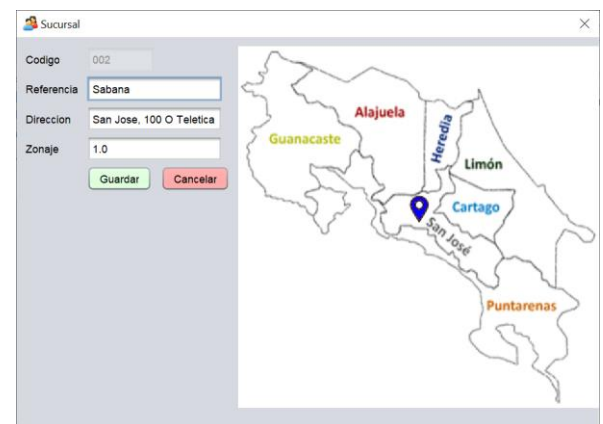 Sucursal
Codigo 002
Referencia Sabana
Direccion San Jose, 100 O Teletica
Zonaje 1.0
Guardar Cancelar
Alajuela
Guanacaste
Heredia
Limón
Cartago
San José
Puntarenas